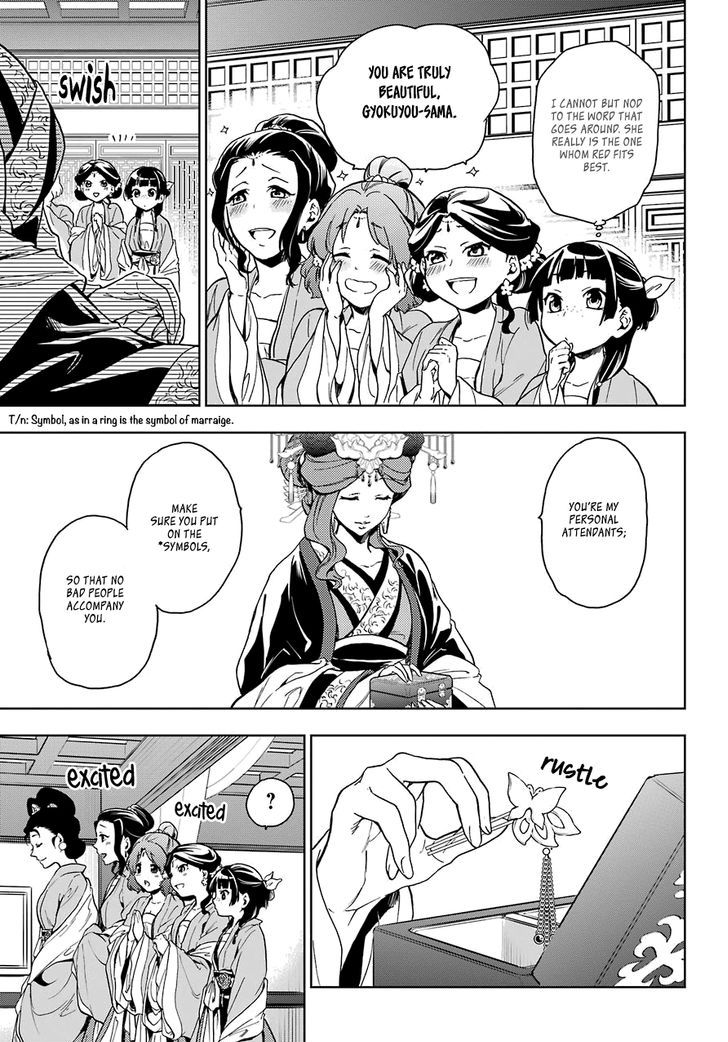 YOU ARE TRULY
BEAUTIFUL,
GYOKUYOU-SAMA.
I CANNOT BUT NOD
TO THE WORD THAT
GOES AROUND. SHE
REALLY IS THE ONE
WHOM RED FITS
BEST.
swish
T/n: Symbol, as in a ring is the symbol of marraige.
YOU'RE MY
PERSONAL
ATTENDANTS;
MAKE
SURE YOU PUT
ON THE
*SYMBOLS,
SO THAT NO
BAD PEOPLE
ACCOMPANY
YOU.
rustle
excited
excited
?